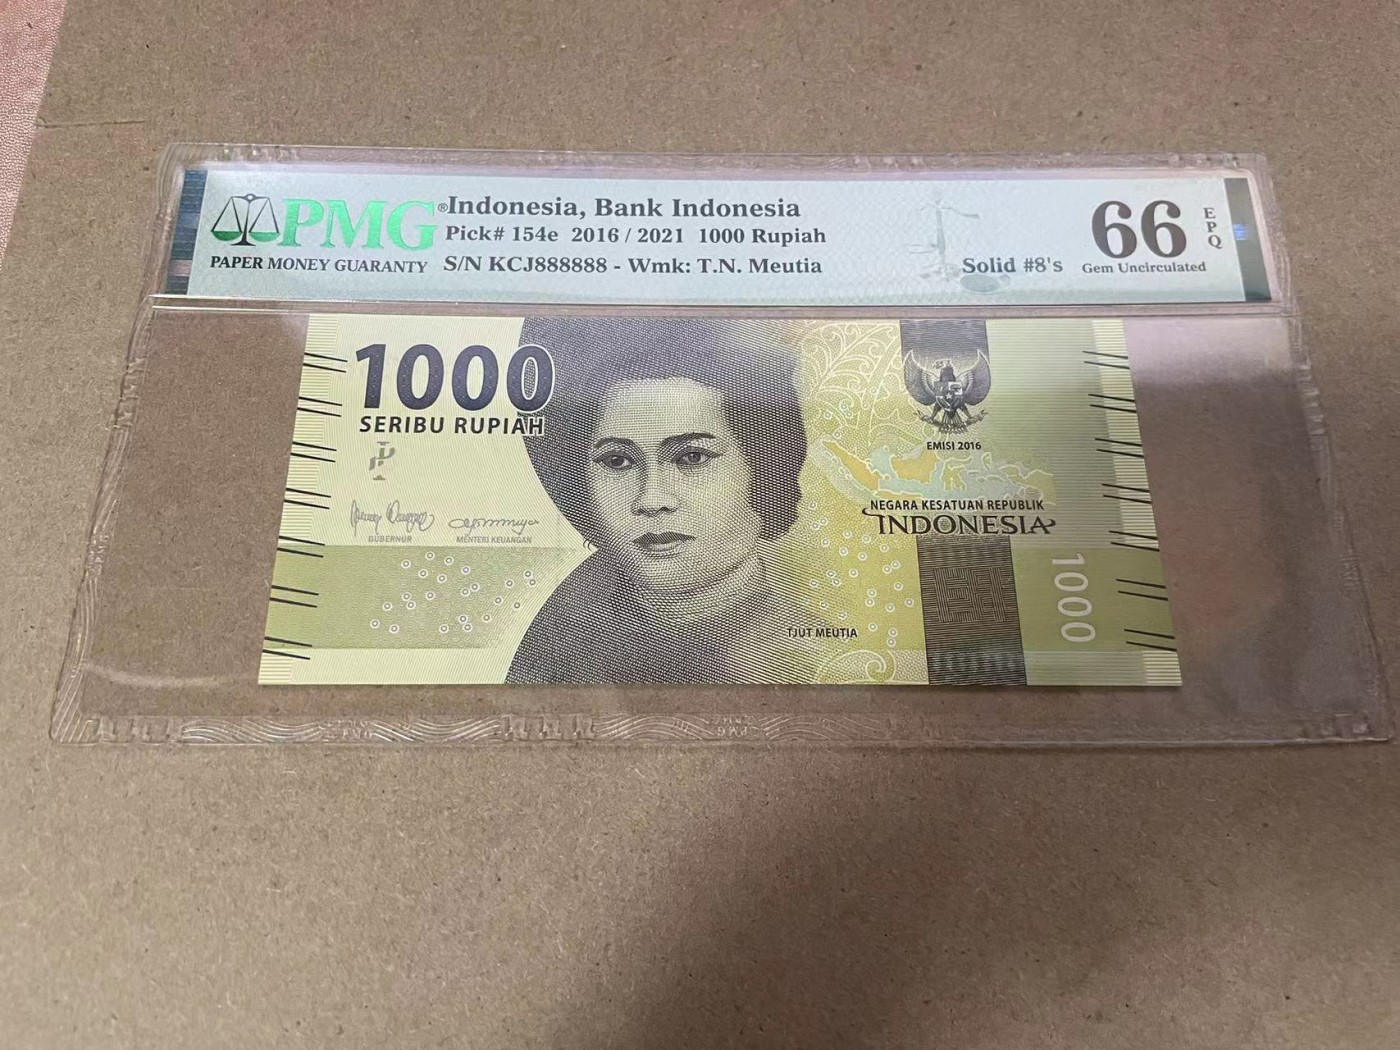 PMG®
PAPER MONEY GUARANTY
Indonesia, Bank Indonesia
Pick# 154e 2016 / 2021 1000 Rupiah
S/N KCJ888888 - Wmk: T.N. Meutia
Solid #8's
66
EPQ
Gem Uncirculated
1000
SERIBU RUPIAH
GUBERNUR
MENTERI KEUANGAN
EMISI 2016
NEGARA KESATUAN REPUBLIK
INDONESIA
1000
TJUT MEUTIA